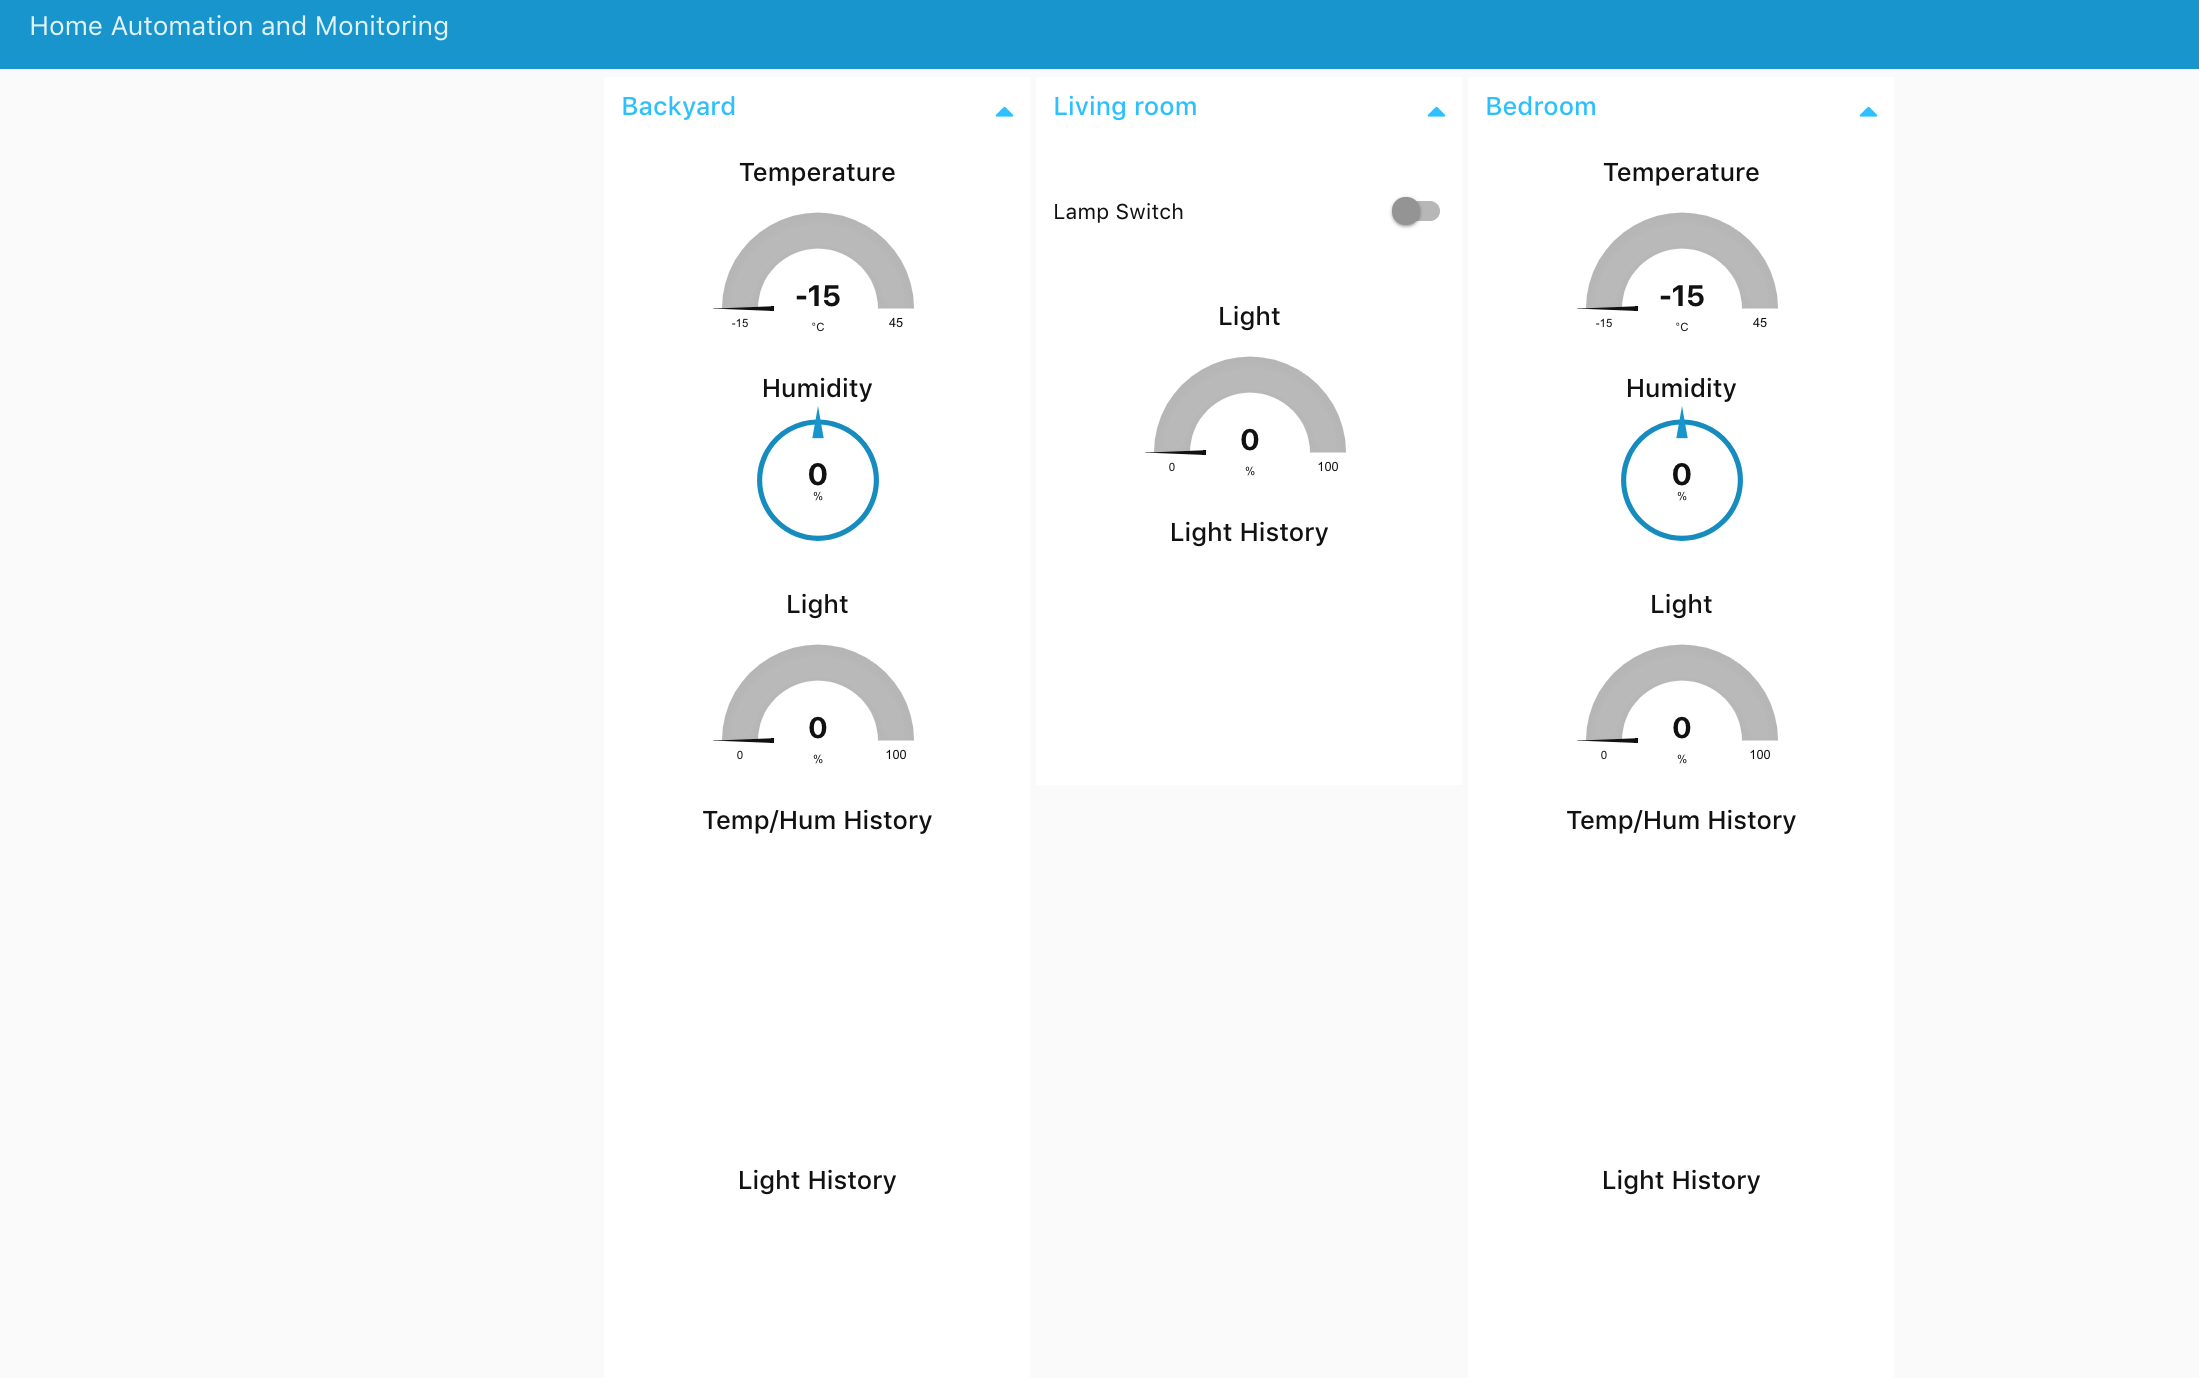 Home Automation and Monitoring
Backyard
Temperature
-15
-15
°C
45
Humidity
0
%
Light
0
0
%
100
Temp/Hum History
Light History
Living room
Lamp Switch
Light
0
0
%
100
Light History
Bedroom
Temperature
-15
-15
°C
45
Humidity
0
%
Light
0
0
%
100
Temp/Hum History
Light History